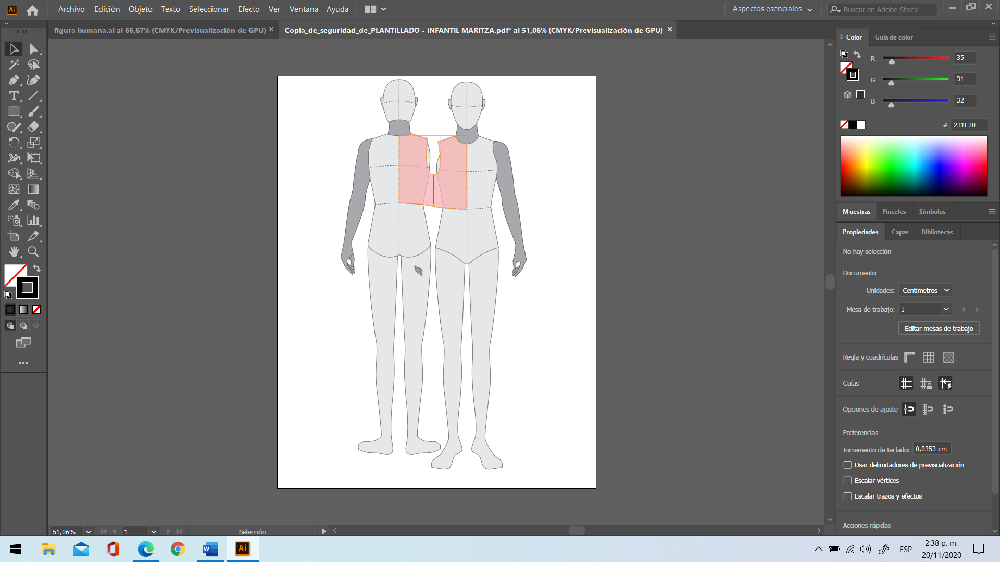 Ai Archivo Edición Objeto Texto Seleccionar Efecto Ver Ventana Ayuda Aspectos esenciales Buscar en Adobe Stock
figura humana.ai al 66,67% (CMYK/Previsualización de GPU) Copia_de_seguridad_de_PLANTILLADO - INFANTIL MARITZA.pdf* al 51,06% (CMYK/Previsualización de GPU)
Color Guía de color
R 35
G 31
B 32
# 231F20
Muestras Pinceles Símbolos
Propiedades Capas Bibliotecas
No hay selección
Documento
Unidades: Centímetros
Mesa de trabajo: 1
Editar mesas de trabajo
Regla y cuadrículas
Guías
Opciones de ajuste
Preferencias
Incremento de teclado: 0,0353 cm
Usar delimitadores de previsualización
Escalar vértices
Escalar trazos y efectos
Acciones rápidas
51,06% 1 Selección
Ai ESP 2:38 p. m.
20/11/2020